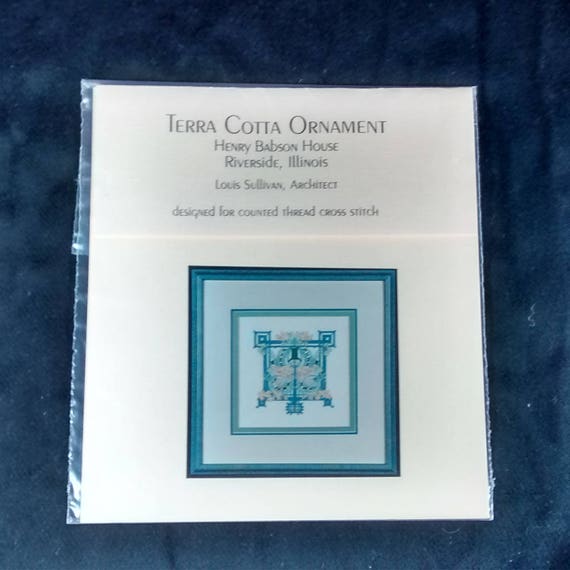 Terra Cotta Ornament
Henry Babson House
Riverside, Illinois
Louis Sullivan, Architect
designed for counted thread cross stitch